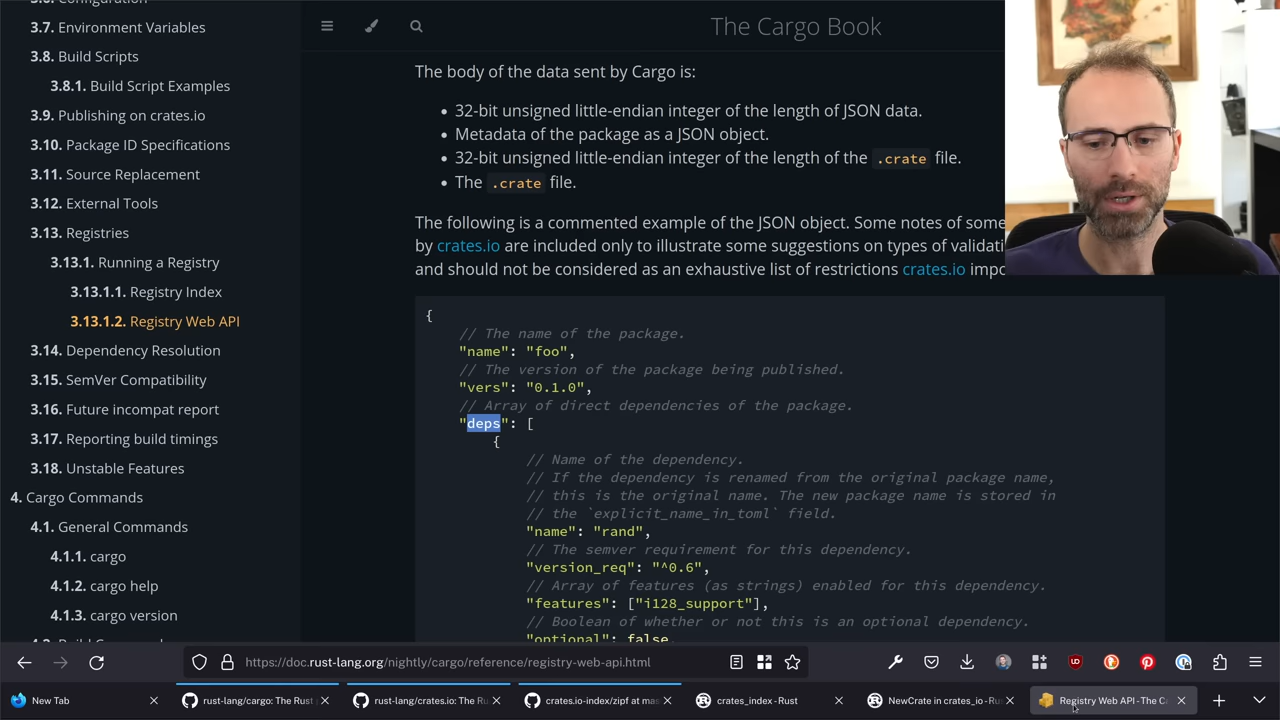 3.6. Configuration
3.7. Environment Variables
3.8. Build Scripts
3.8.1. Build Script Examples
3.9. Publishing on crates.io
3.10. Package ID Specifications
3.11. Source Replacement
3.12. External Tools
3.13. Registries
3.13.1. Running a Registry
3.13.1.1. Registry Index
3.13.1.2. Registry Web API
3.14. Dependency Resolution
3.15. SemVer Compatibility
3.16. Future incompat report
3.17. Reporting build timings
3.18. Unstable Features
4. Cargo Commands
4.1. General Commands
4.1.1. cargo
4.1.2. cargo help
4.1.3. cargo version
The Cargo Book
The body of the data sent by Cargo is:
• 32-bit unsigned little-endian integer of the length of JSON data.
• Metadata of the package as a JSON object.
• 32-bit unsigned little-endian integer of the length of the .crate file.
• The .crate file.
The following is a commented example of the JSON object. Some notes of some
by crates.io are included only to illustrate some suggestions on types of
and should not be considered as an exhaustive list of restrictions crates.io
{
// The name of the package.
"name": "foo",
// The version of the package being published.
"vers": "0.1.0",
// Array of direct dependencies of the package.
"deps": [
{
// Name of the dependency.
// If the dependency is renamed from the original package name,
// this is the original name. The new package name is stored in
// the `explicit_name_in_toml` field.
"name": "rand",
// The semver requirement for this dependency.
"version_req": "^0.6",
// Array of features (as strings) enabled for this dependency.
"features": ["i128_support"],
// Boolean of whether or not this is an optional dependency.
"optional": false,
https://doc.rust-lang.org/nightly/cargo/reference/registry-web-api.html
New Tab
rust-lang/cargo: The Rust
rust-lang/crates.io: The Ru
crates.io-index/zipf at mas
crates_index - Rust
NewCrate in crates_io - Ru
Registry Web API - The Ca